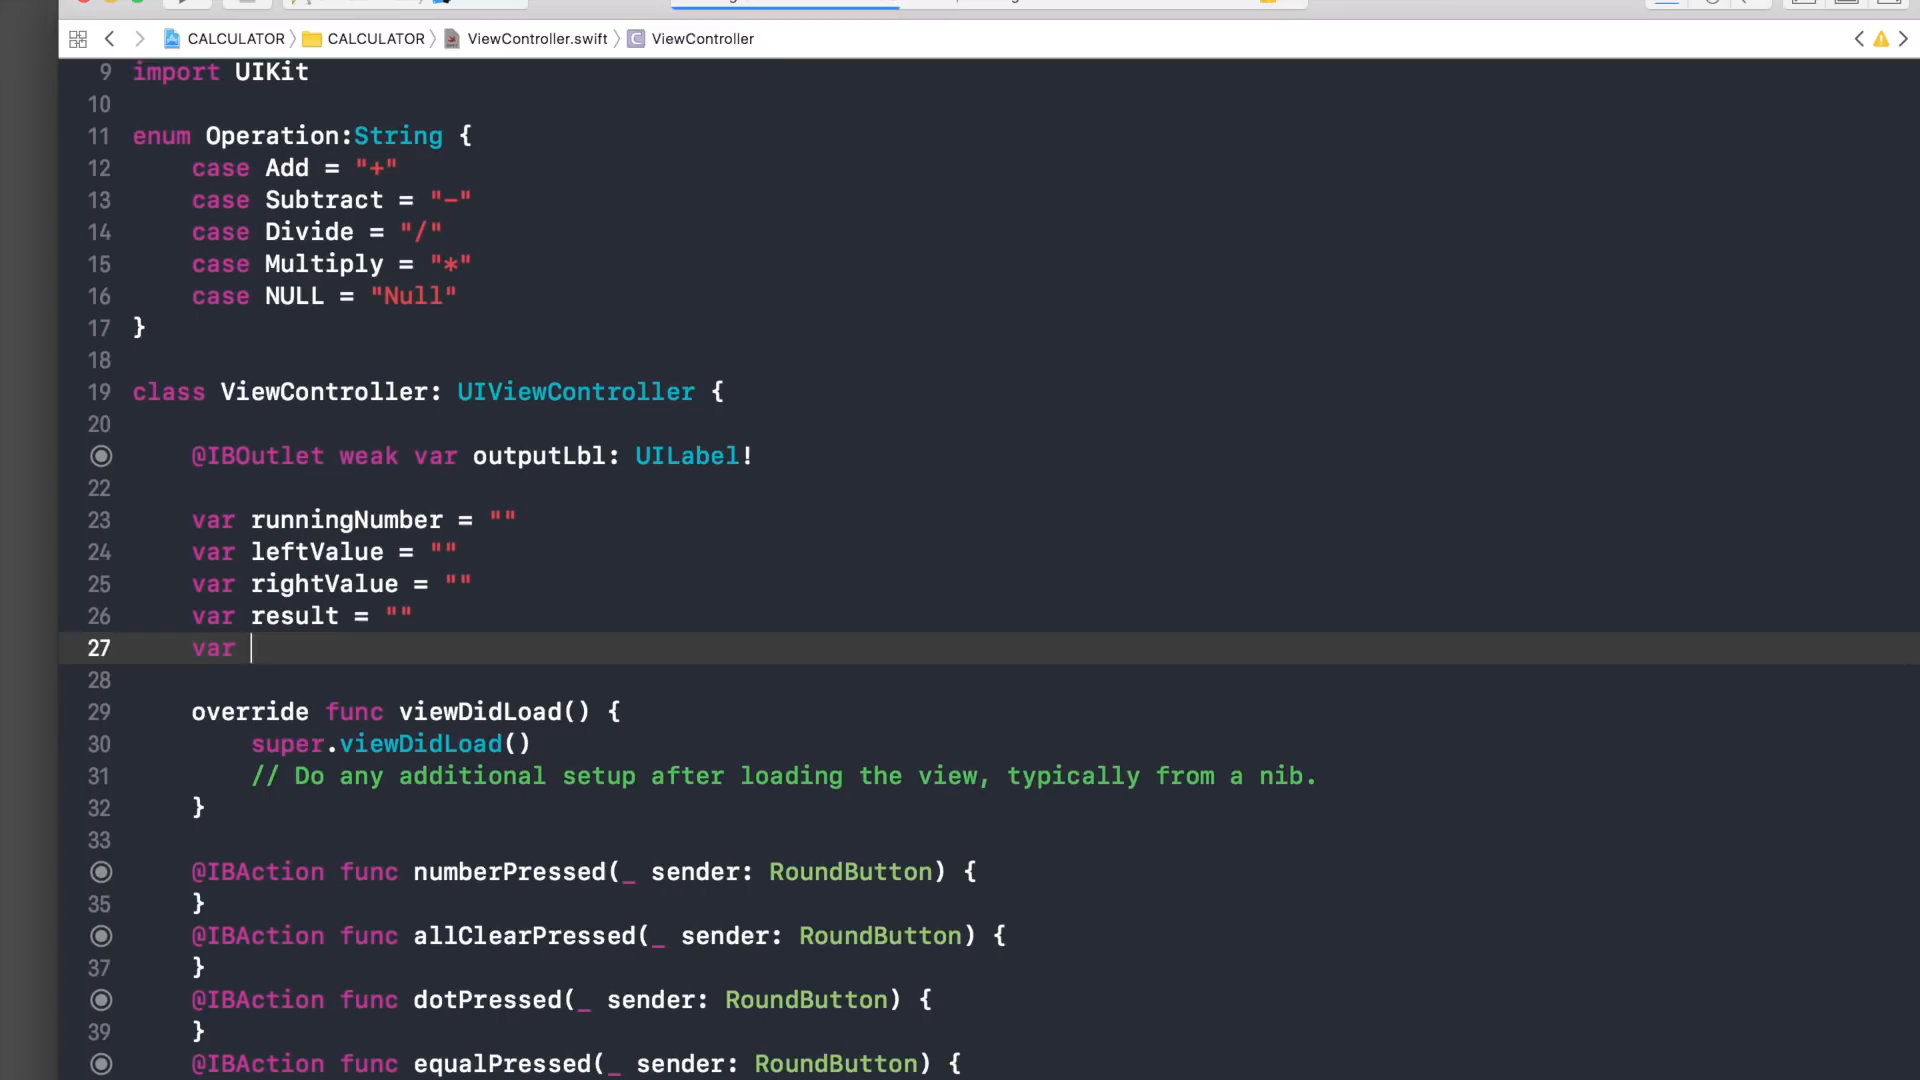 CALCULATOR CALCULATOR ViewController.swift C ViewController
9 import UIKit
10
11 enum Operation:String {
12 case Add = "+"
13 case Subtract = "-"
14 case Divide = "/"
15 case Multiply = "*"
16 case NULL = "Null"
17 }
18
19 class ViewController: UIViewController {
20
@IBOutlet weak var outputLbl: UILabel!
22
23 var runningNumber = ""
24 var leftValue = ""
25 var rightValue = ""
26 var result = ""
27 var
28
29 override func viewDidLoad() {
30 super.viewDidLoad()
31 // Do any additional setup after loading the view, typically from a nib.
32 }
33
@IBAction func numberPressed(_ sender: RoundButton) {
35 }
@IBAction func allClearPressed(_ sender: RoundButton) {
37 }
@IBAction func dotPressed(_ sender: RoundButton) {
39 }
@IBAction func equalPressed(_ sender: RoundButton) {